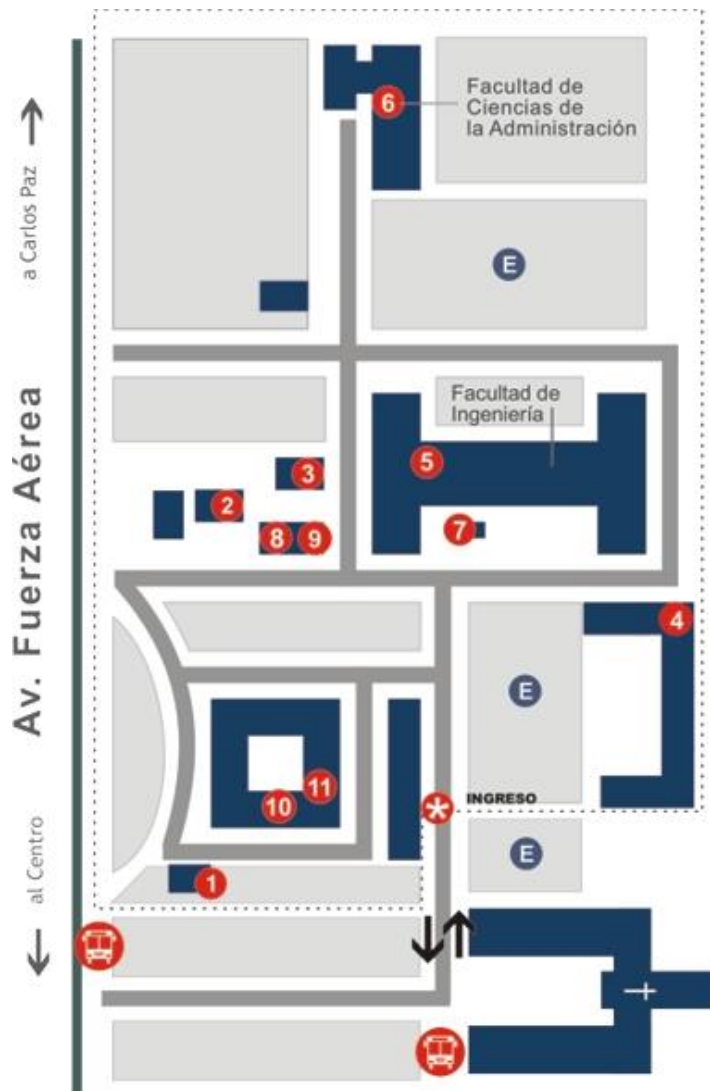 6
Facultad de
Ciencias de
la Administración
a Carlos Paz
E
Av. Fuerza Aérea
Facultad de
Ingeniería
3
5
2
7
8
9
4
E
11
10
INGRESO
*
E
1
al Centro